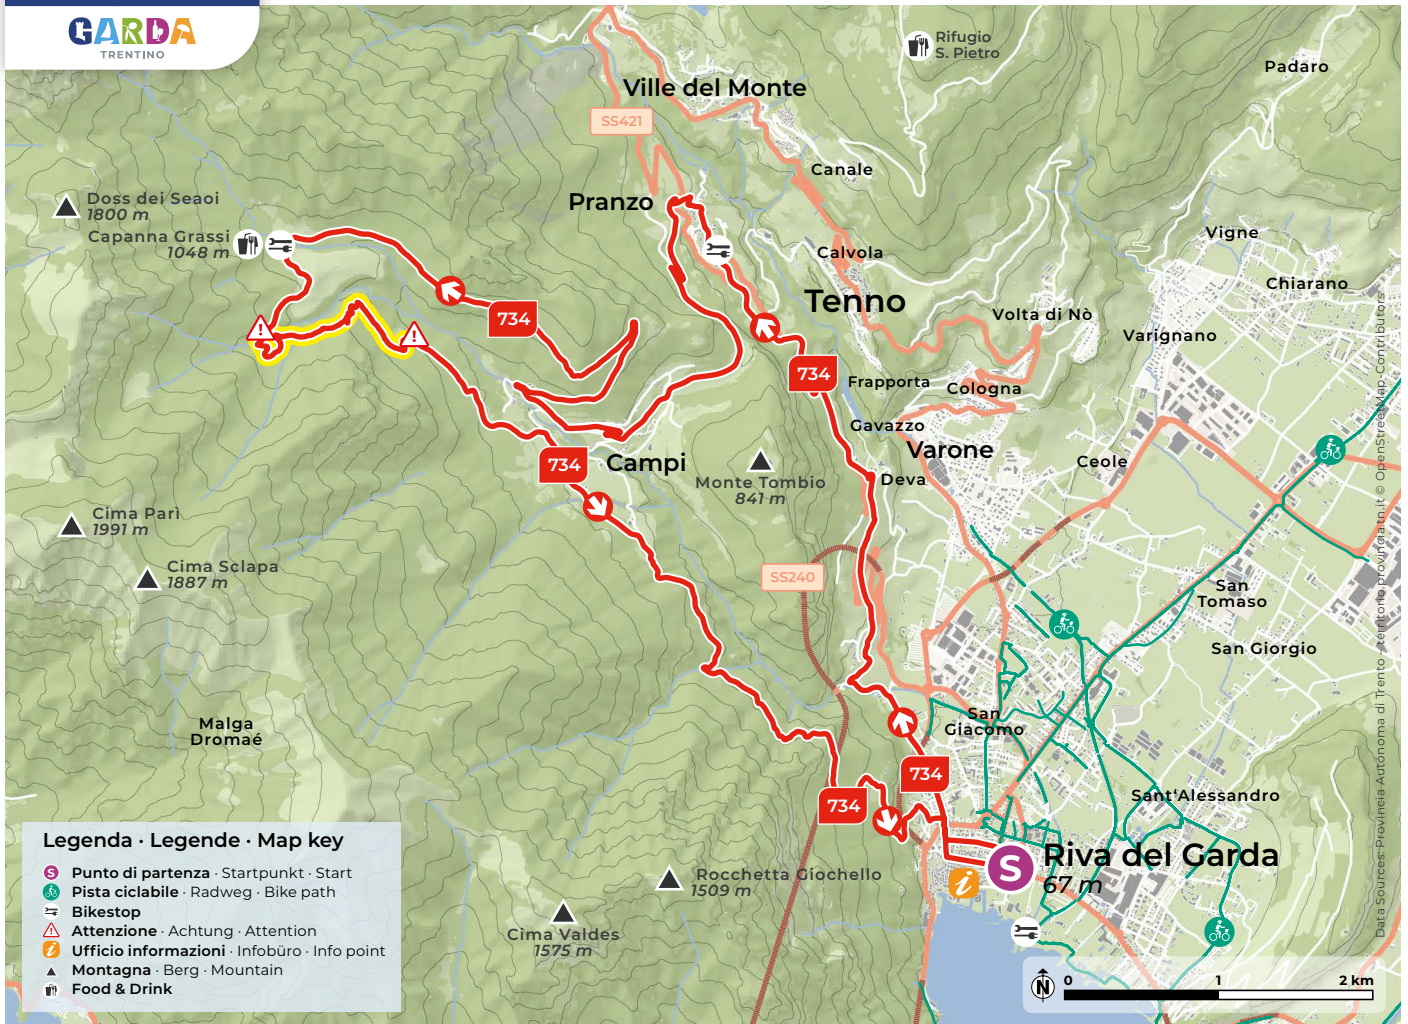 GARDA
TRENTINO
Rifugio
S. Pietro
Padaro
Ville del Monte
SS421
Canale
Doss dei Seaoi
1800 m
Pranzo
Capanna Grassi
1048 m
Vigne
Calvola
Chiarano
Tenno
734
Volta di Nò
Varignano
734
Frapporta
Cologna
Gavazzo
Varone
734
Campi
Ceole
Monte Tombio
841 m
Deva
Cima Parì
1991 m
Cima Sclapa
1887 m
SS240
San
Tomaso
San Giorgio
Malga
Dromaé
San
Giacomo
734
734
Sant'Alessandro
S
Riva del Garda
67 m
i
Rocchetta Giochello
1509 m
Cima Valdes
1575 m
Legenda · Legende · Map key
S Punto di partenza · Startpunkt · Start
Pista ciclabile · Radweg · Bike path
Bikestop
Attenzione · Achtung · Attention
i Ufficio informazioni · Infobüro · Info point
Montagna · Berg · Mountain
Food & Drink
N
0 1 2 km
Data Sources: Provincia Autonoma di Trento - territorio.provincia.tn.it © OpenStreetMap-Contributors